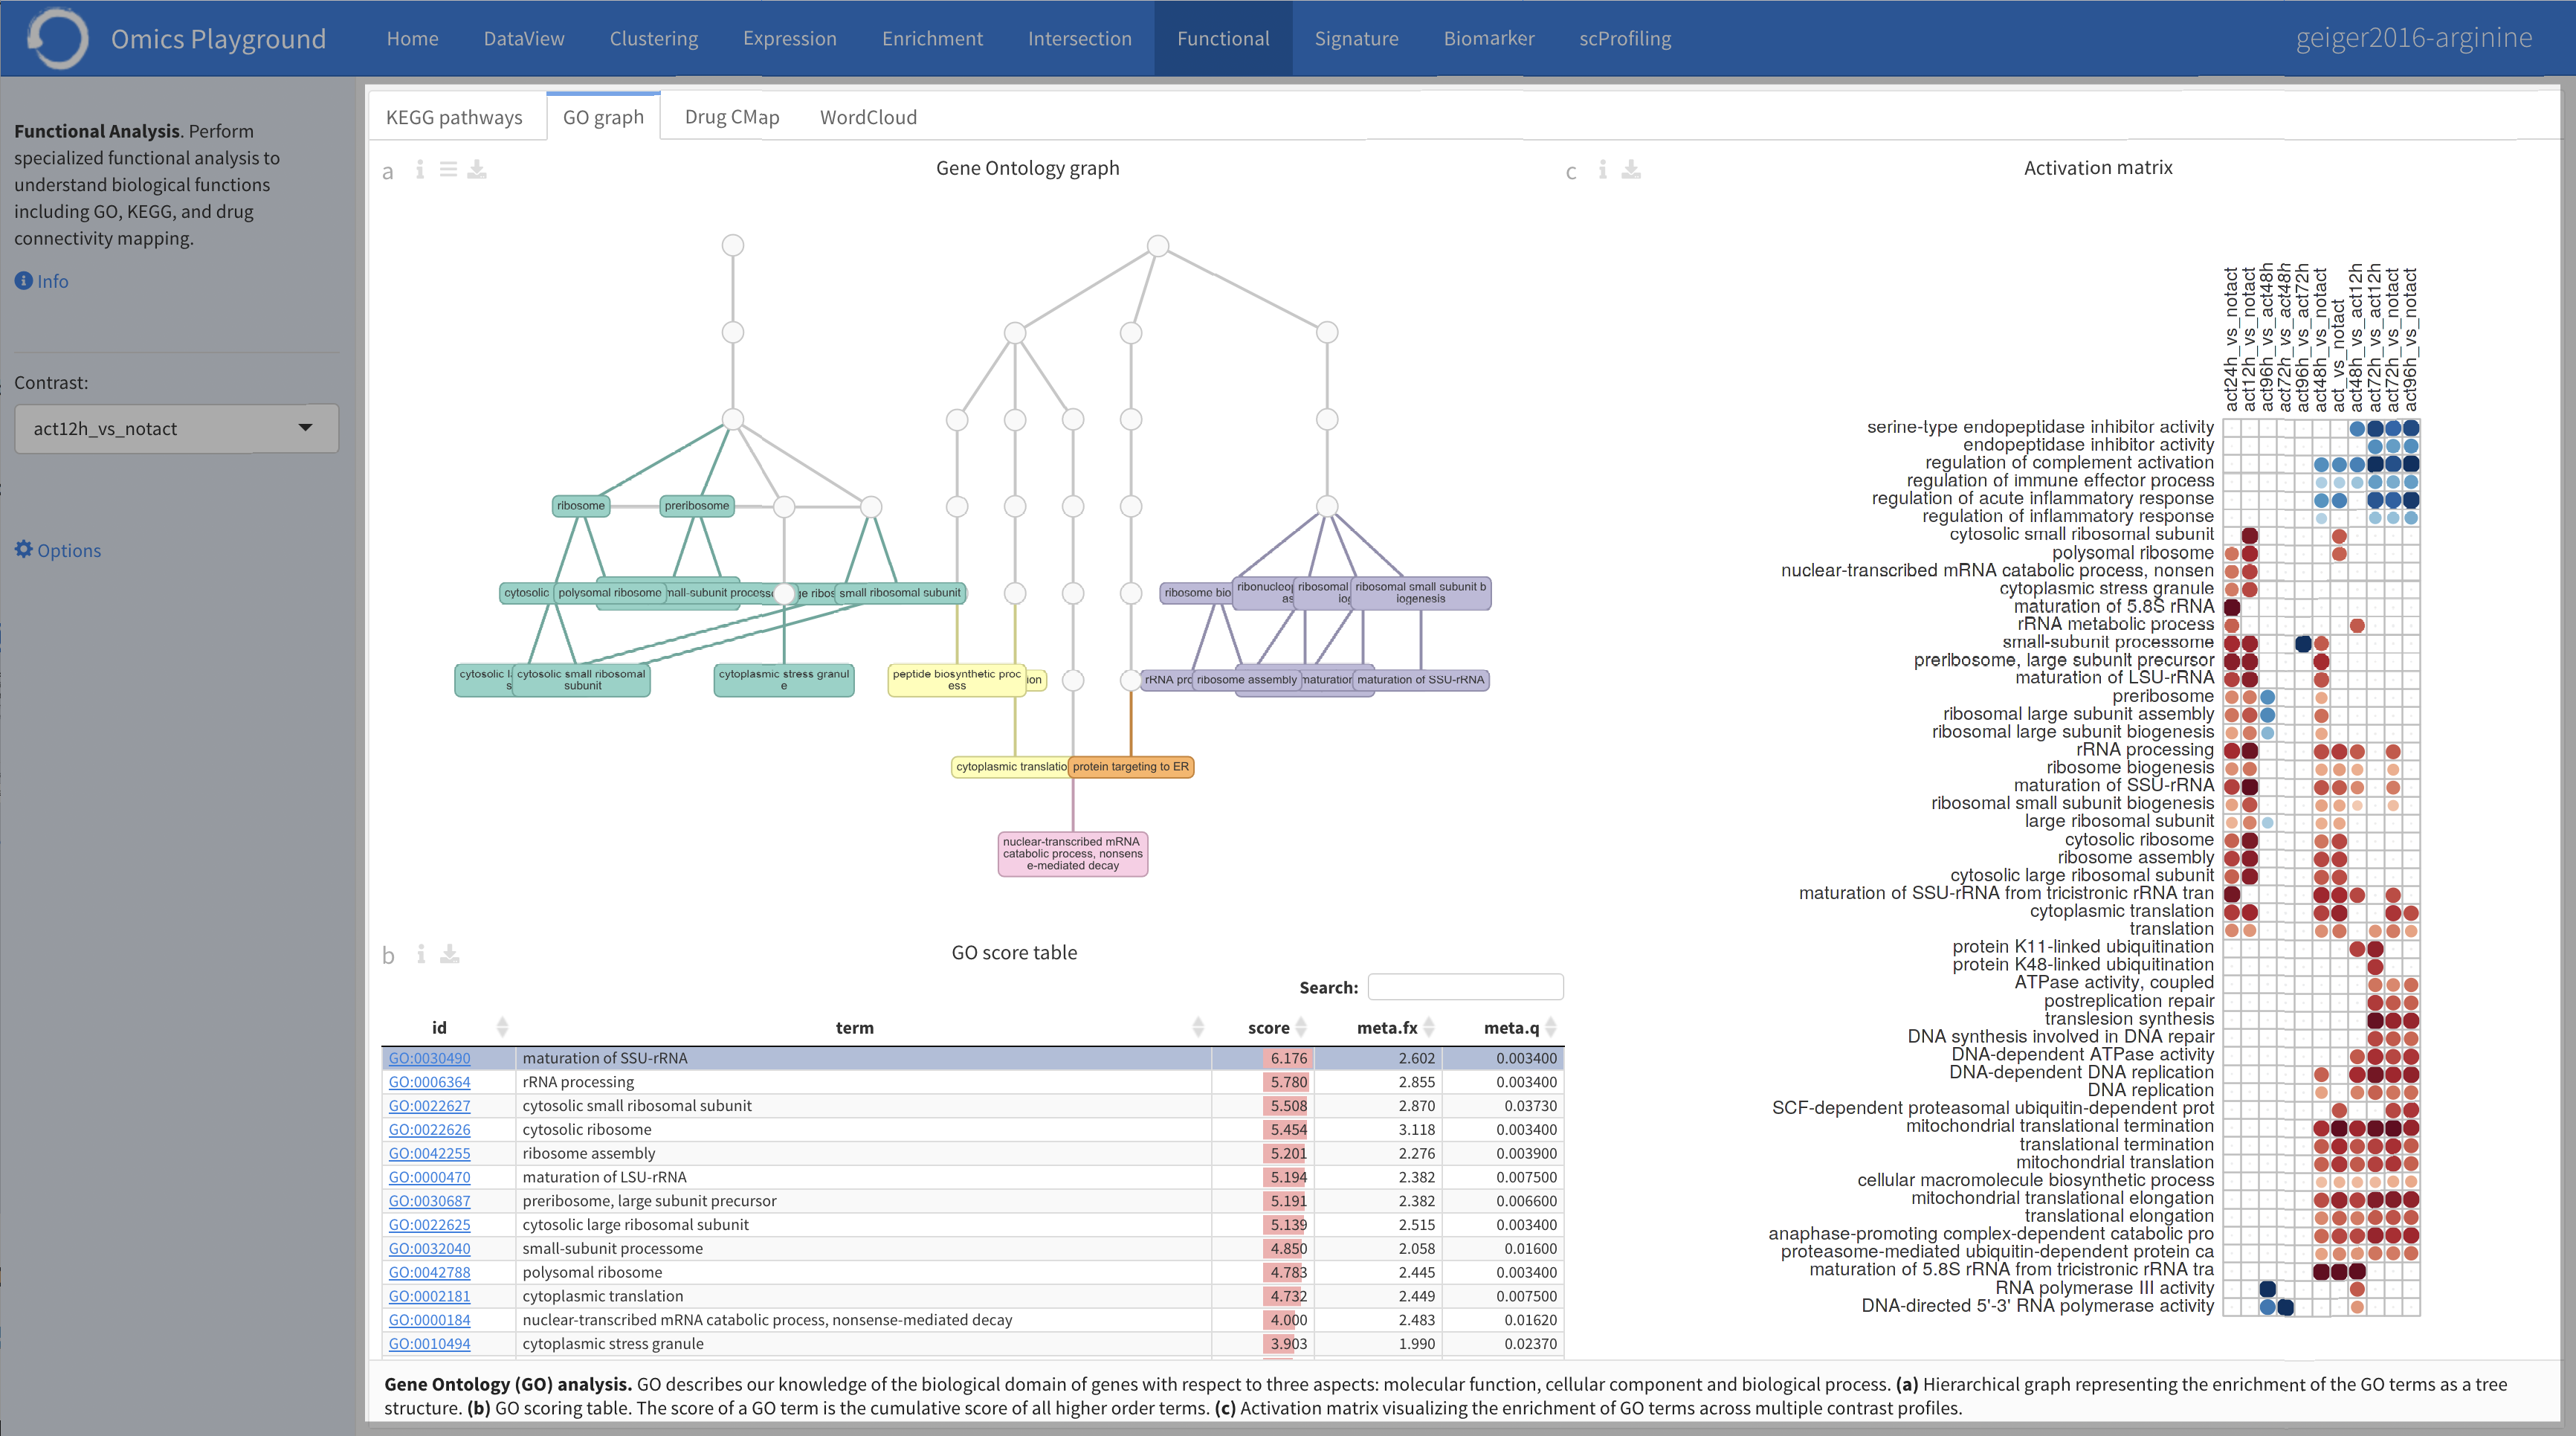 Omics Playground
Home DataView Clustering Expression Enrichment Intersection Functional Signature Biomarker scProfiling
geiger2016-arginine
Functional Analysis. Perform
specialized functional analysis to
understand biological functions
including GO, KEGG, and drug
connectivity mapping.
Info
Contrast:
act12h_vs_notact
Options
KEGG pathways GO graph Drug CMap WordCloud
a
Gene Ontology graph
ribosome
preribosome
cytosolic
polysomal ribosome
small ribosomal subunit
ribosomal small subunit b
iogenesis
cytosolic small ribosomal
subunit
cytoplasmic stress granul
e
peptide biosynthetic proc
ess
ion
ribosome assembly
maturation of SSU-rRNA
cytoplasmic translatio
protein targeting to ER
nuclear-transcribed mRNA
catabolic process, nonsens
e-mediated decay
b
GO score table
Search:
id term score meta.fx meta.q
GO:0030490 maturation of SSU-rRNA 6.176 2.602 0.003400
GO:0006364 rRNA processing 5.780 2.855 0.003400
GO:0022627 cytosolic small ribosomal subunit 5.508 2.870 0.03730
GO:0022626 cytosolic ribosome 5.454 3.118 0.003400
GO:0042255 ribosome assembly 5.201 2.276 0.003900
GO:0000470 maturation of LSU-rRNA 5.194 2.382 0.007500
GO:0030687 preribosome, large subunit precursor 5.191 2.382 0.006600
GO:0022625 cytosolic large ribosomal subunit 5.139 2.515 0.003400
GO:0032040 small-subunit processome 4.850 2.058 0.01600
GO:0042788 polysomal ribosome 4.783 2.445 0.003400
GO:0002181 cytoplasmic translation 4.732 2.449 0.007500
GO:0000184 nuclear-transcribed mRNA catabolic process, nonsense-mediated decay 4.000 2.483 0.01620
GO:0010494 cytoplasmic stress granule 3.903 1.990 0.02370
c
Activation matrix
act24h_vs_notact
act12h_vs_notact
act96h_vs_act48h
act72h_vs_act48h
act96h_vs_act72h
act48h_vs_notact
act_vs_notact
act48h_vs_act12h
act72h_vs_act12h
act72h_vs_notact
act96h_vs_notact
serine-type endopeptidase inhibitor activity
endopeptidase inhibitor activity
regulation of complement activation
regulation of immune effector process
regulation of acute inflammatory response
regulation of inflammatory response
cytosolic small ribosomal subunit
polysomal ribosome
nuclear-transcribed mRNA catabolic process, nonsen
cytoplasmic stress granule
maturation of 5.8S rRNA
rRNA metabolic process
small-subunit processome
preribosome, large subunit precursor
maturation of LSU-rRNA
preribosome
ribosomal large subunit assembly
ribosomal large subunit biogenesis
rRNA processing
ribosome biogenesis
maturation of SSU-rRNA
ribosomal small subunit biogenesis
large ribosomal subunit
cytosolic ribosome
ribosome assembly
cytosolic large ribosomal subunit
maturation of SSU-rRNA from tricistronic rRNA tran
cytoplasmic translation
translation
protein K11-linked ubiquitination
protein K48-linked ubiquitination
ATPase activity, coupled
postreplication repair
translesion synthesis
DNA synthesis involved in DNA repair
DNA-dependent ATPase activity
DNA-dependent DNA replication
DNA replication
SCF-dependent proteasomal ubiquitin-dependent prot
mitochondrial translational termination
translational termination
mitochondrial translation
cellular macromolecule biosynthetic process
mitochondrial translational elongation
translational elongation
anaphase-promoting complex-dependent catabolic pro
proteasome-mediated ubiquitin-dependent protein ca
maturation of 5.8S rRNA from tricistronic rRNA tra
RNA polymerase III activity
DNA-directed 5'-3' RNA polymerase activity
Gene Ontology (GO) analysis. GO describes our knowledge of the biological domain of genes with respect to three aspects: molecular function, cellular component and biological process. (a) Hierarchical graph representing the enrichment of the GO terms as a tree
structure. (b) GO scoring table. The score of a GO term is the cumulative score of all higher order terms. (c) Activation matrix visualizing the enrichment of GO terms across multiple contrast profiles.